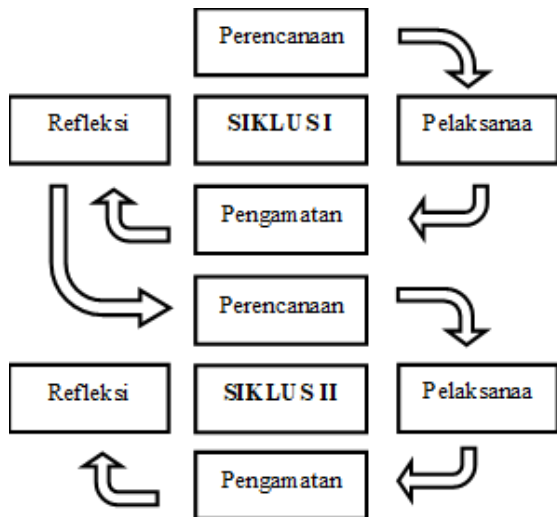 Perencanaan
Refleksi
SIKLUS I
Pelaksanaa
Pengamatan
Perencanaan
Refleksi
SIKLUS II
Pelaksanaa
Pengamatan